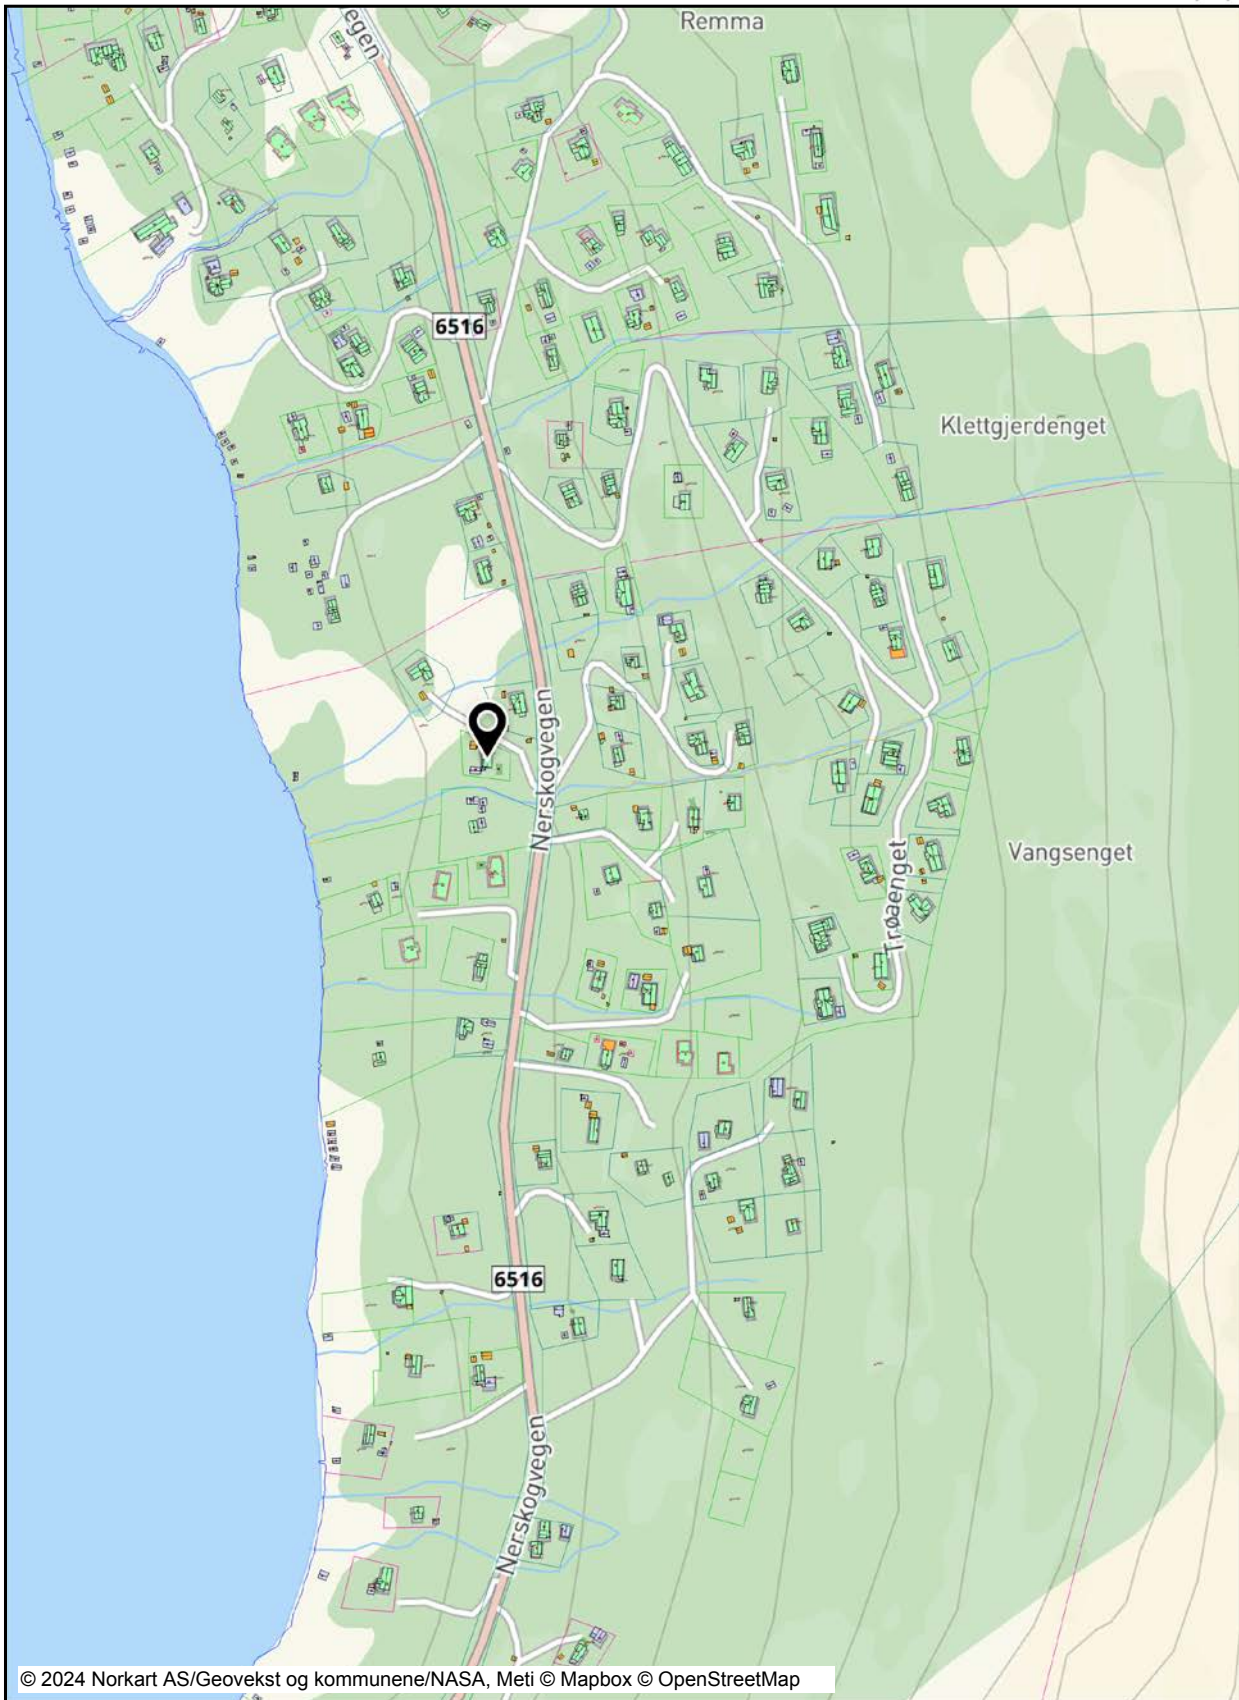 Remma
egen
6516
Klettgjerdenget
Nerskogvegen
Vangsenget
Trøaenget
6516
Nerskogvegen
© 2024 Norkart AS/Geovekst og kommunene/NASA, Meti © Mapbox © OpenStreetMap